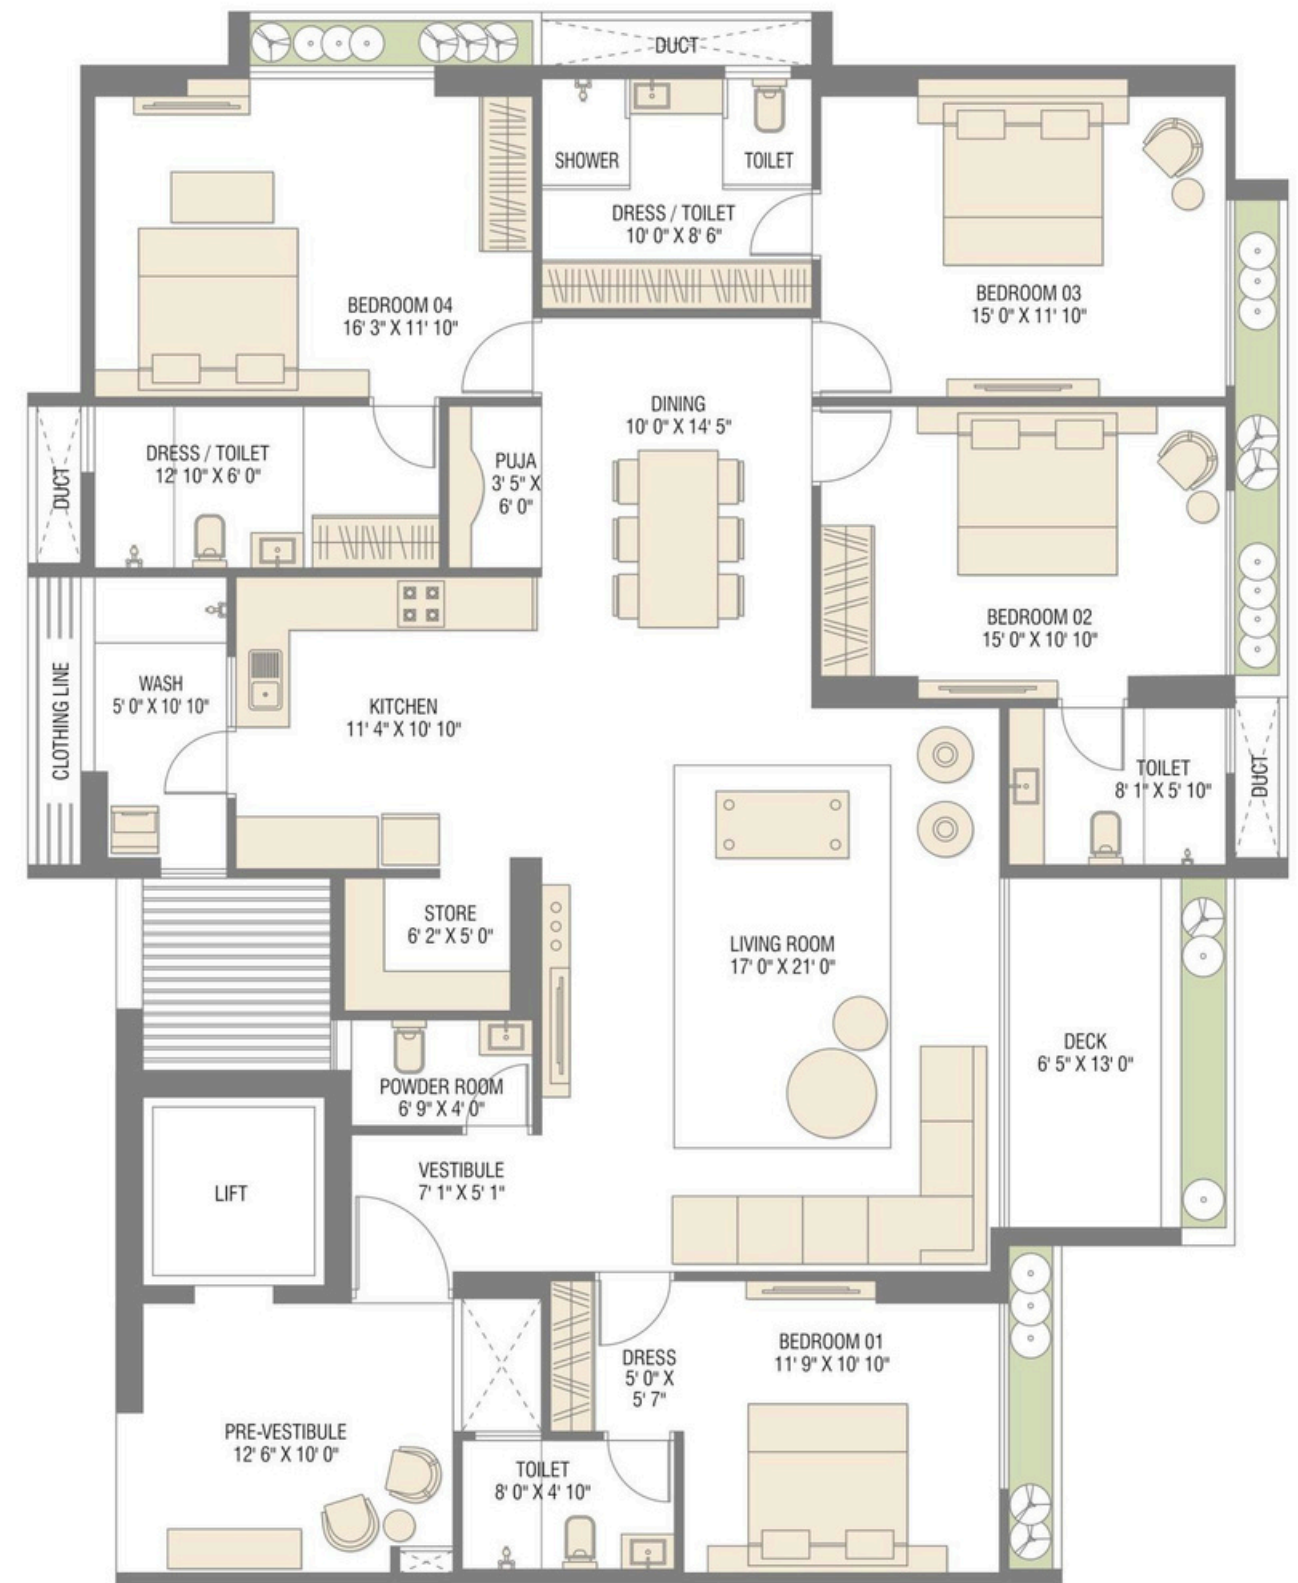 DUCT
SHOWER
TOILET
DRESS / TOILET
10' 0" X 8' 6"
BEDROOM 04
16' 3" X 11' 10"
BEDROOM 03
15' 0" X 11' 10"
DINING
10' 0" X 14' 5"
DUCT
DRESS / TOILET
12' 10" X 6' 0"
PUJA
3' 5" X
6' 0"
BEDROOM 02
15' 0" X 10' 10"
CLOTHING LINE
WASH
5' 0" X 10' 10"
KITCHEN
11' 4" X 10' 10"
TOILET
8' 1" X 5' 10"
DUCT
STORE
6' 2" X 5' 0"
LIVING ROOM
17' 0" X 21' 0"
DECK
6' 5" X 13' 0"
POWDER ROOM
6' 9" X 4' 0"
LIFT
VESTIBULE
7' 1" X 5' 1"
BEDROOM 01
11' 9" X 10' 10"
DRESS
5' 0" X
5' 7"
PRE-VESTIBULE
12' 6" X 10' 0"
TOILET
8' 0" X 4' 10"